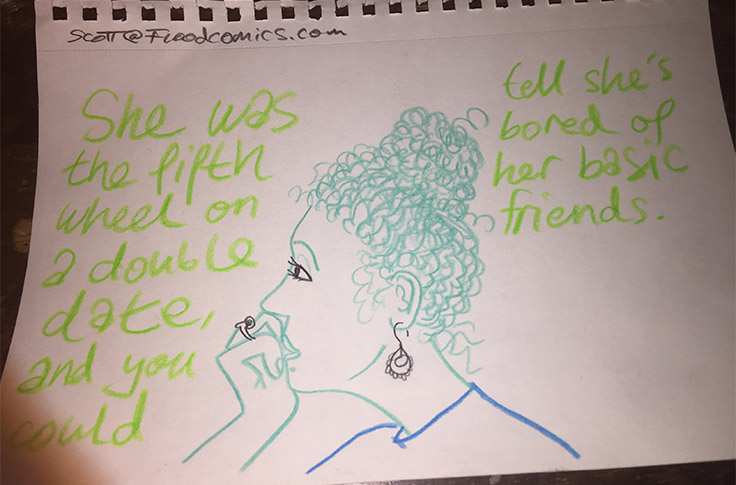 Scott@Floodcomics.com
She was
the fifth
wheel on
a double
date,
and you
could
tell she's
bored of
her basic
friends.